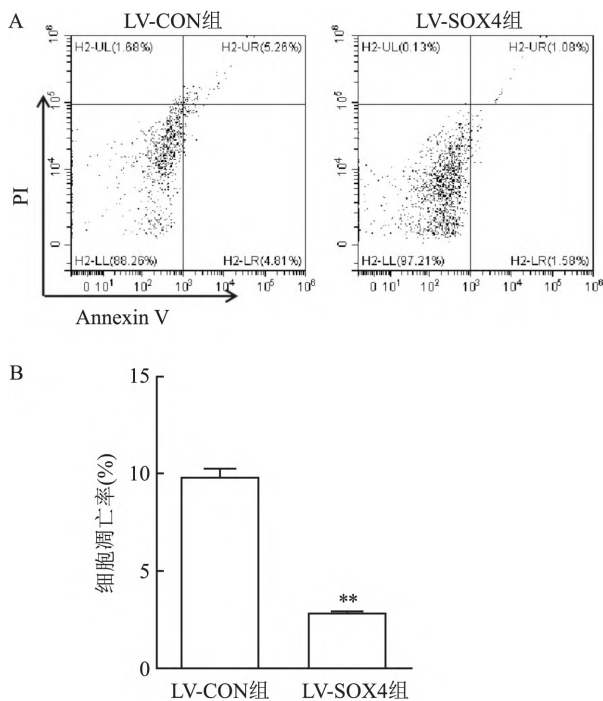 A
LV-CON组
LV-SOX4组
H2-UL(1.68%)
H2-UR(5.26%)
H2-UL(0.13%)
H2-UR(1.08%)
10⁶
10⁵
10⁴
0
10⁶
10⁵
10⁴
0
PI
H2-LL(88.26%)
H2-LR(4.81%)
H2-LL(97.21%)
H2-LR(1.58%)
0 10¹ 10² 10³ 10⁴ 10⁵ 10⁶
0 10¹ 10² 10³ 10⁴ 10⁵ 10⁶
Annexin V
B
细胞凋亡率(%)
15
10
5
0
**
LV-CON组
LV-SOX4组